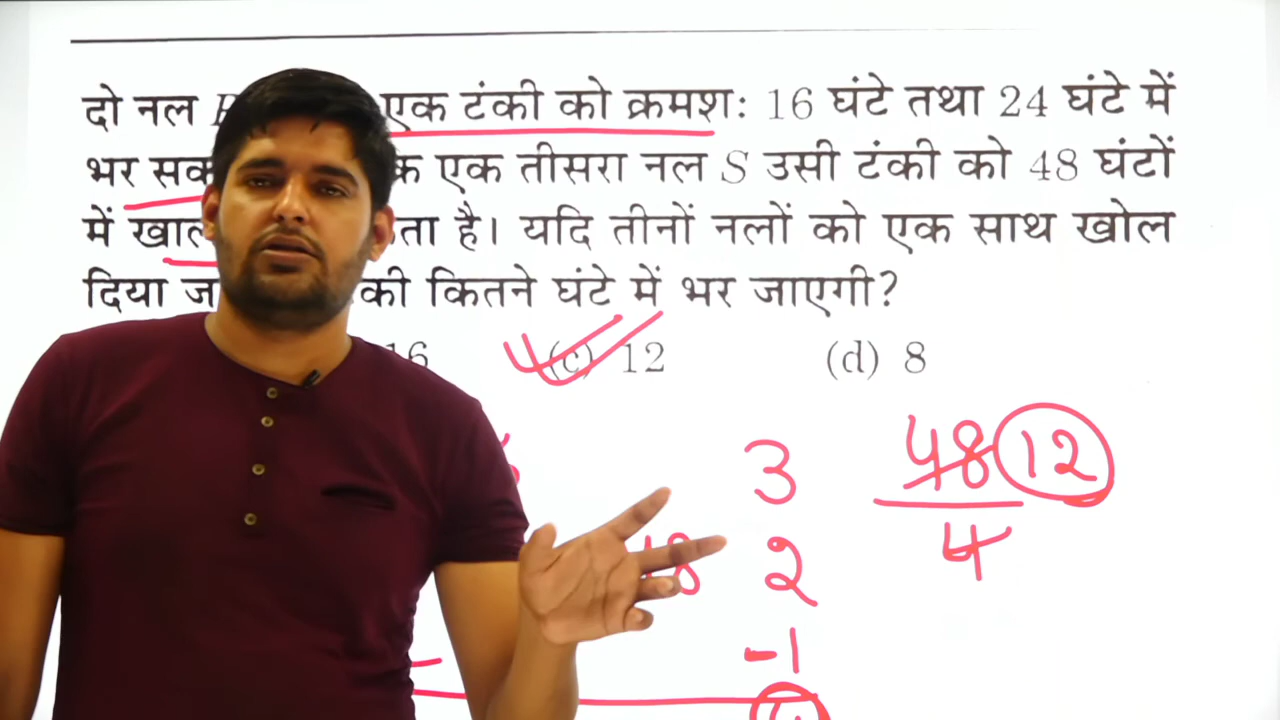 दो नल एक टंकी को क्रमश: 16 घंटे तथा 24 घंटे में
भर एक तीसरा नल S उसी टंकी को 48 घंटों
में है। यदि तीनों नलों को एक साथ खोल
दिया कितने घंटे में भर जाएगी?
16 (c) 12 (d) 8
3 48 12
4
48 2
-1